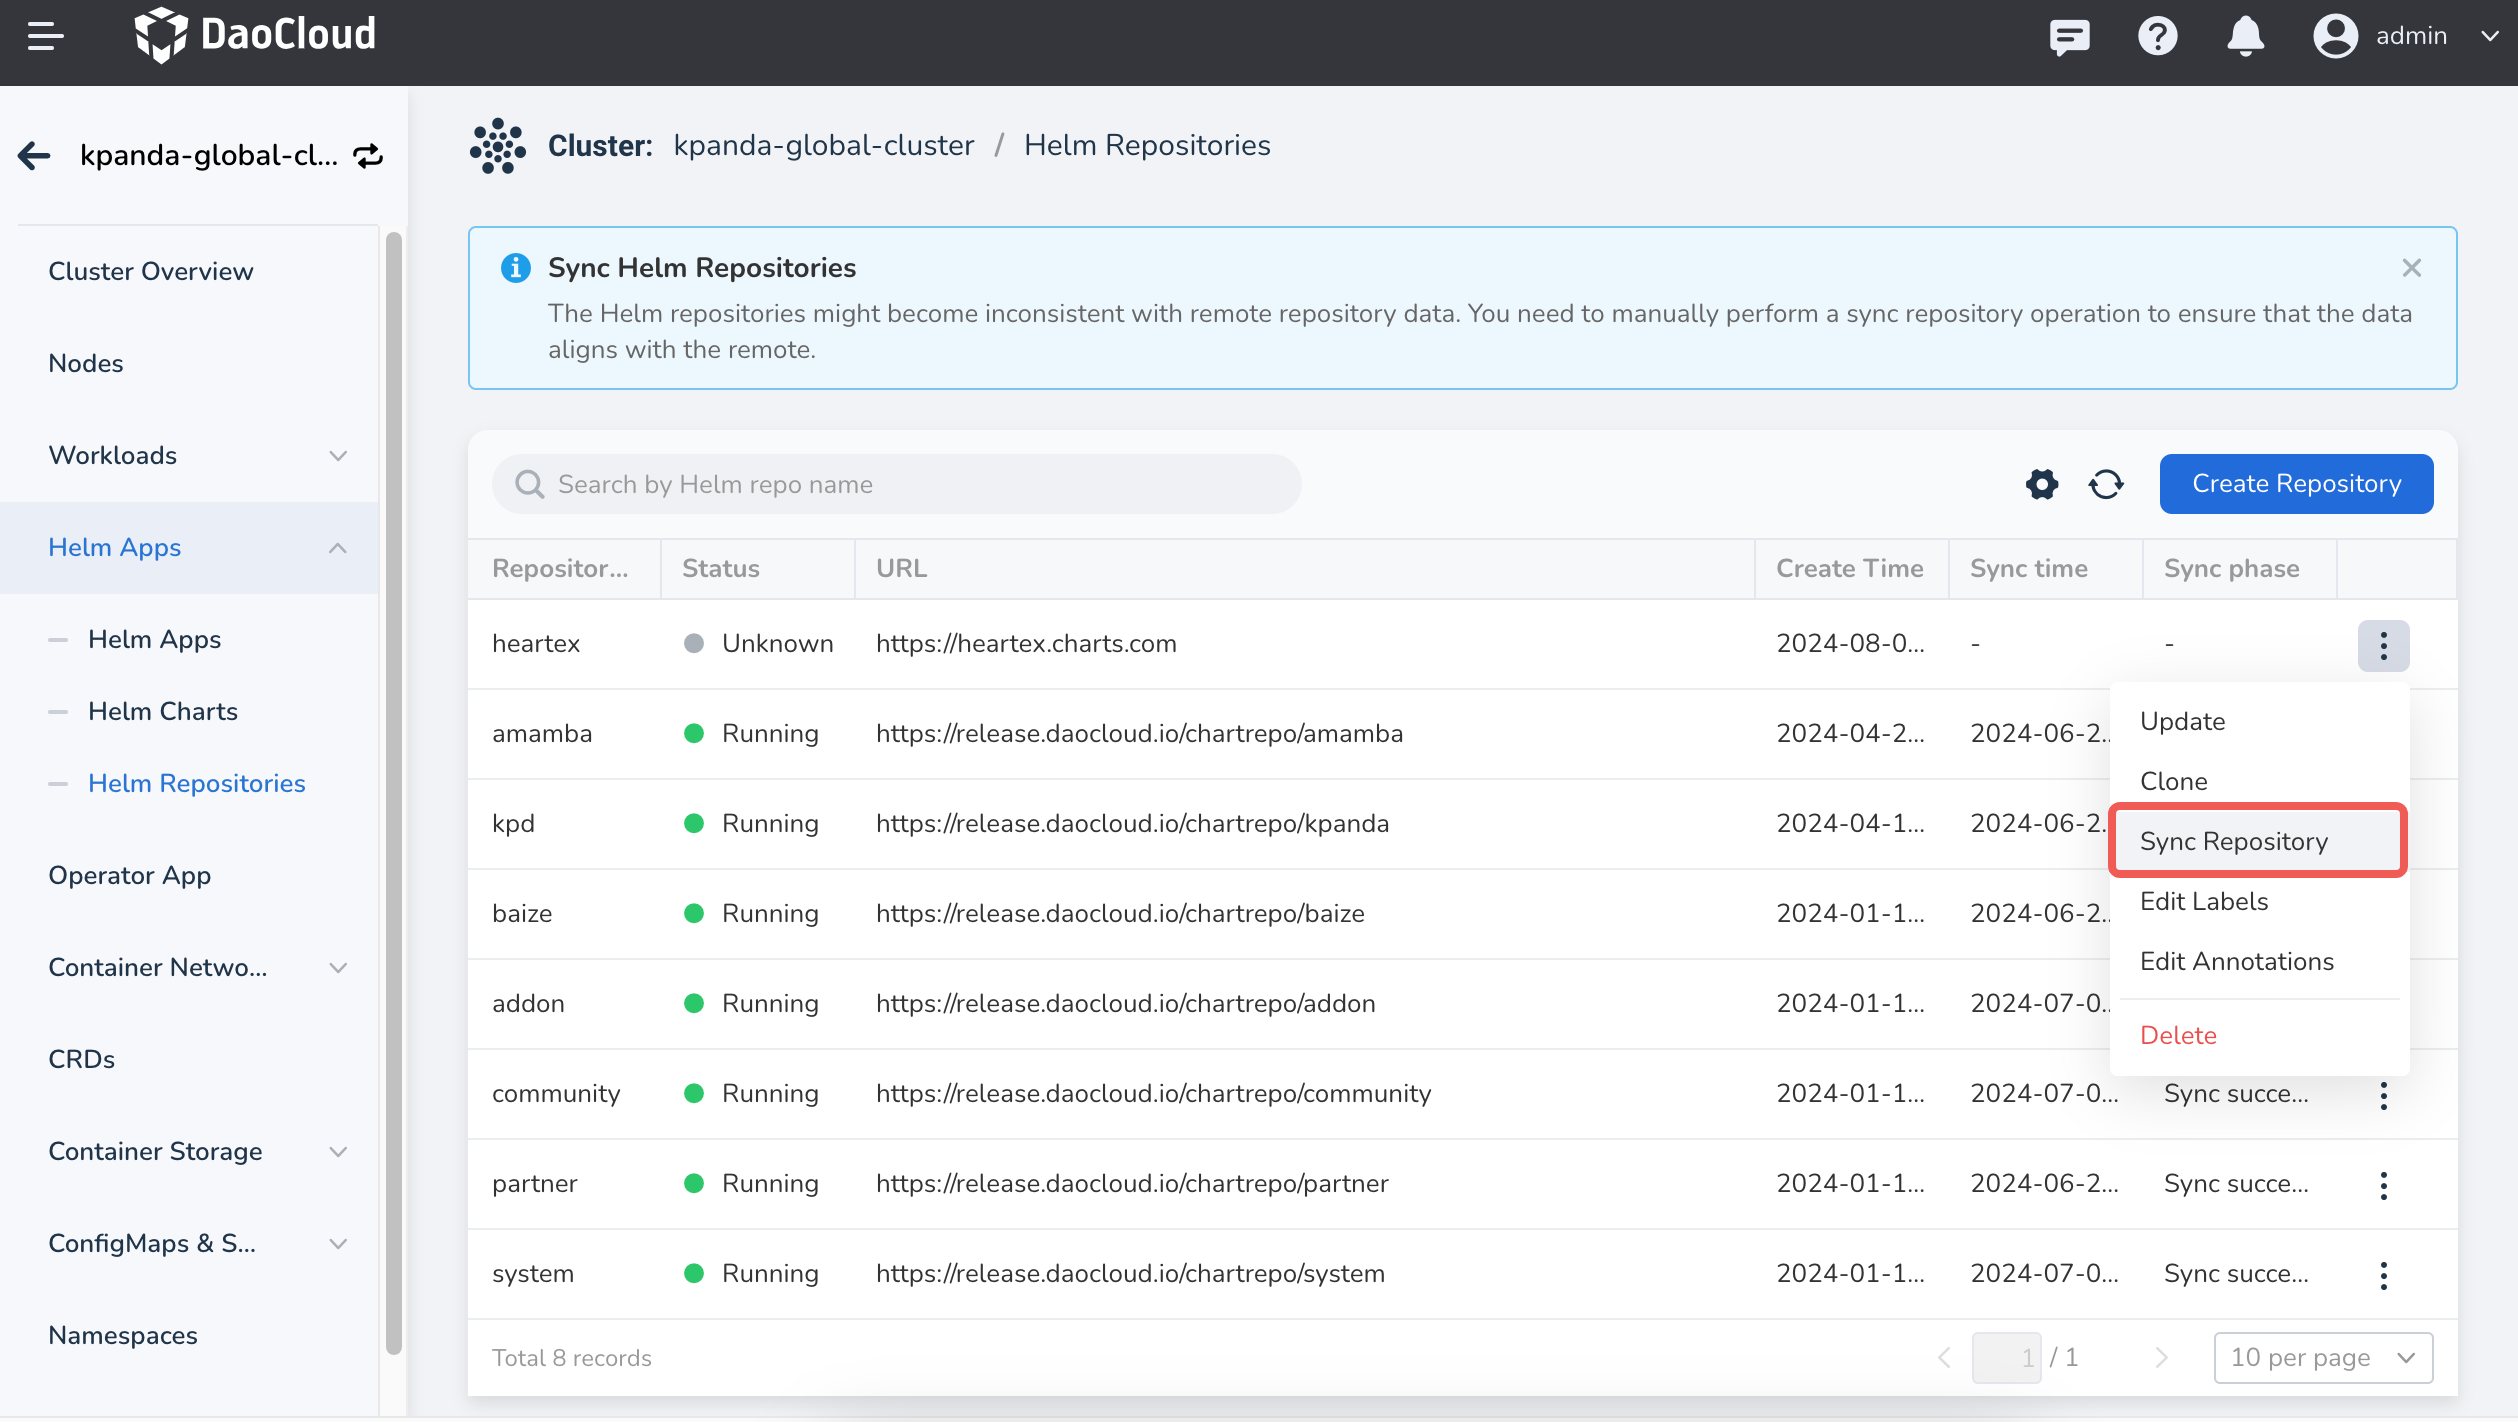 DaoCloud
admin
kpanda-global-cl...
Cluster: kpanda-global-cluster / Helm Repositories
Cluster Overview
Nodes
Workloads
Helm Apps
Helm Apps
Helm Charts
Helm Repositories
Operator App
Container Netwo...
CRDs
Container Storage
ConfigMaps & S...
Namespaces
Sync Helm Repositories
The Helm repositories might become inconsistent with remote repository data. You need to manually perform a sync repository operation to ensure that the data
aligns with the remote.
Search by Helm repo name
Create Repository
Repositor... Status URL Create Time Sync time Sync phase
heartex Unknown https://heartex.charts.com 2024-08-0... - -
amamba Running https://release.daocloud.io/chartrepo/amamba 2024-04-2... 2024-06-2..
kpd Running https://release.daocloud.io/chartrepo/kpanda 2024-04-1... 2024-06-2.
baize Running https://release.daocloud.io/chartrepo/baize 2024-01-1... 2024-06-2..
addon Running https://release.daocloud.io/chartrepo/addon 2024-01-1... 2024-07-0..
community Running https://release.daocloud.io/chartrepo/community 2024-01-1... 2024-07-0... Sync succe...
partner Running https://release.daocloud.io/chartrepo/partner 2024-01-1... 2024-06-2... Sync succe...
system Running https://release.daocloud.io/chartrepo/system 2024-01-1... 2024-07-0... Sync succe...
Update
Clone
Sync Repository
Edit Labels
Edit Annotations
Delete
Total 8 records
1 / 1
10 per page